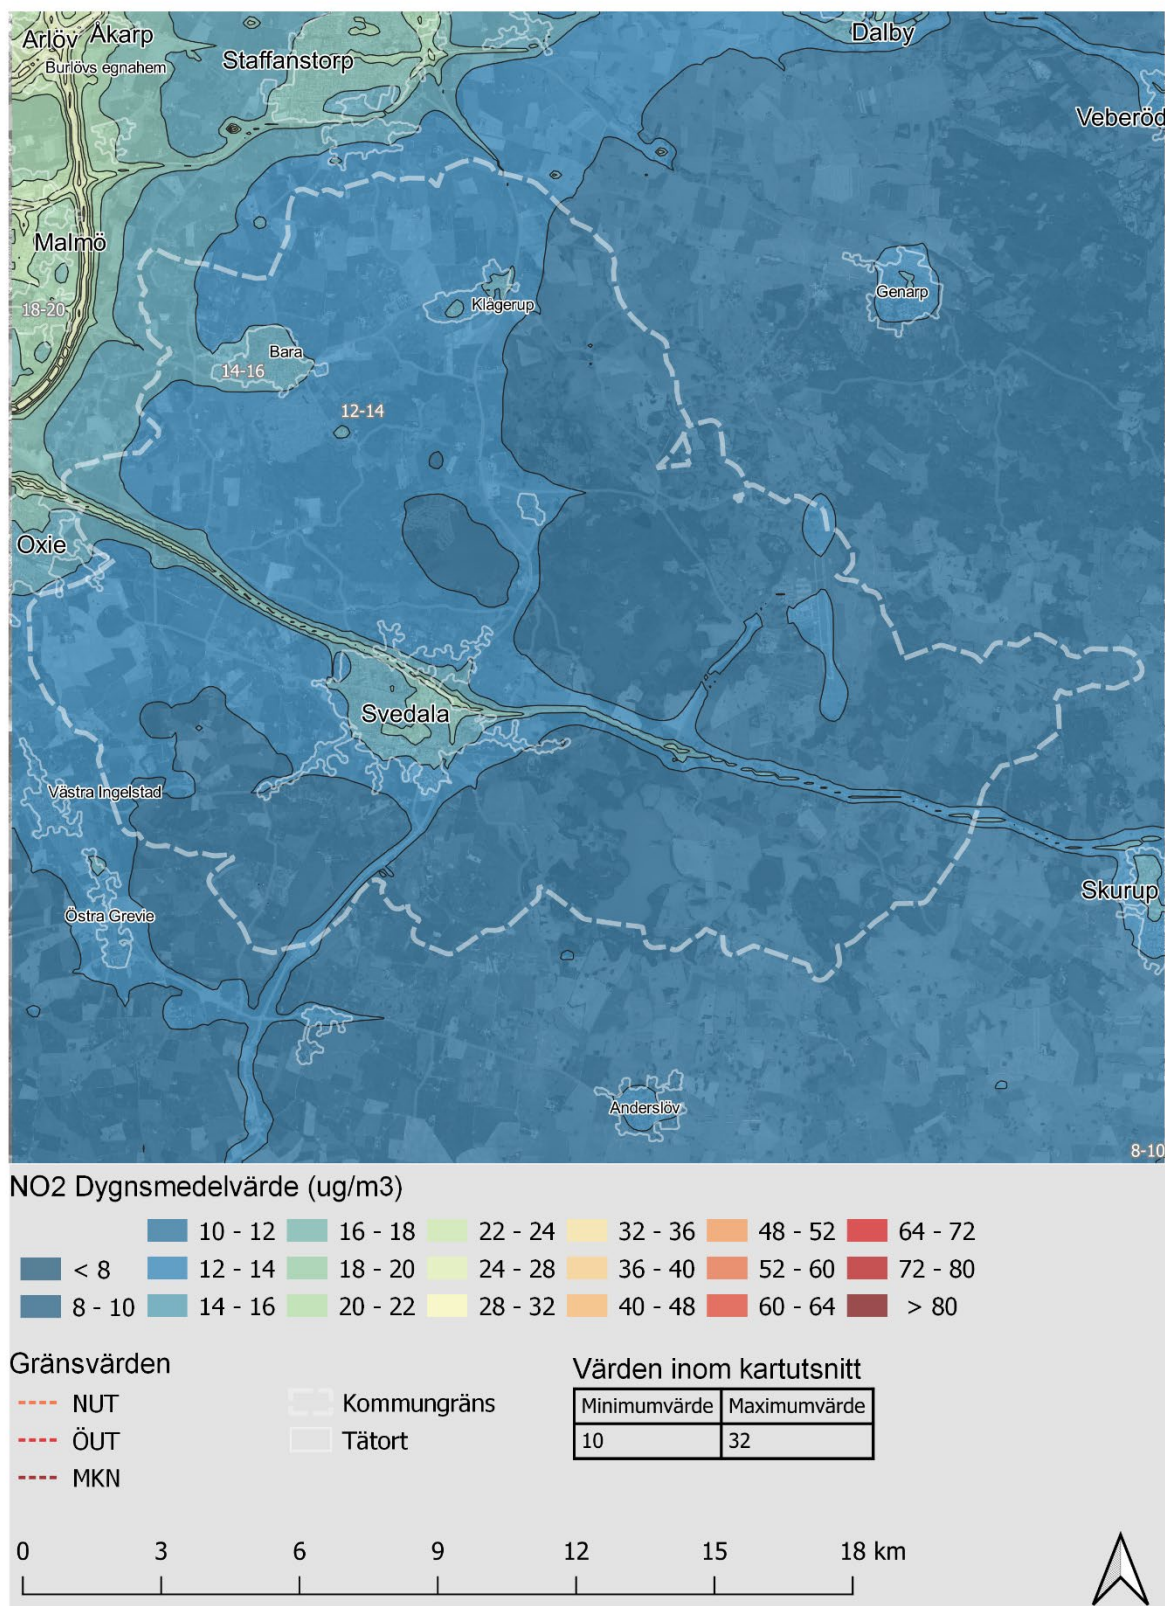 Arlöv Åkarp
Burlövs egnahem
Staffanstorp
Dalby
Veberöd
Malmö
18-20
Klågerup
Genarp
Bara
14-16
12-14
Oxie
Svedala
Västra Ingelstad
Östra Grevie
Skurup
Anderslöv
8-10
NO2 Dygnsmedelvärde (ug/m3)
10 - 12 16 - 18 22 - 24 32 - 36 48 - 52 64 - 72
< 8 12 - 14 18 - 20 24 - 28 36 - 40 52 - 60 72 - 80
8 - 10 14 - 16 20 - 22 28 - 32 40 - 48 60 - 64 > 80
Gränsvärden Värden inom kartutsnitt
NUT Kommungräns Minimumvärde Maximumvärde
ÖUT Tätort 10 32
MKN
0 3 6 9 12 15 18 km